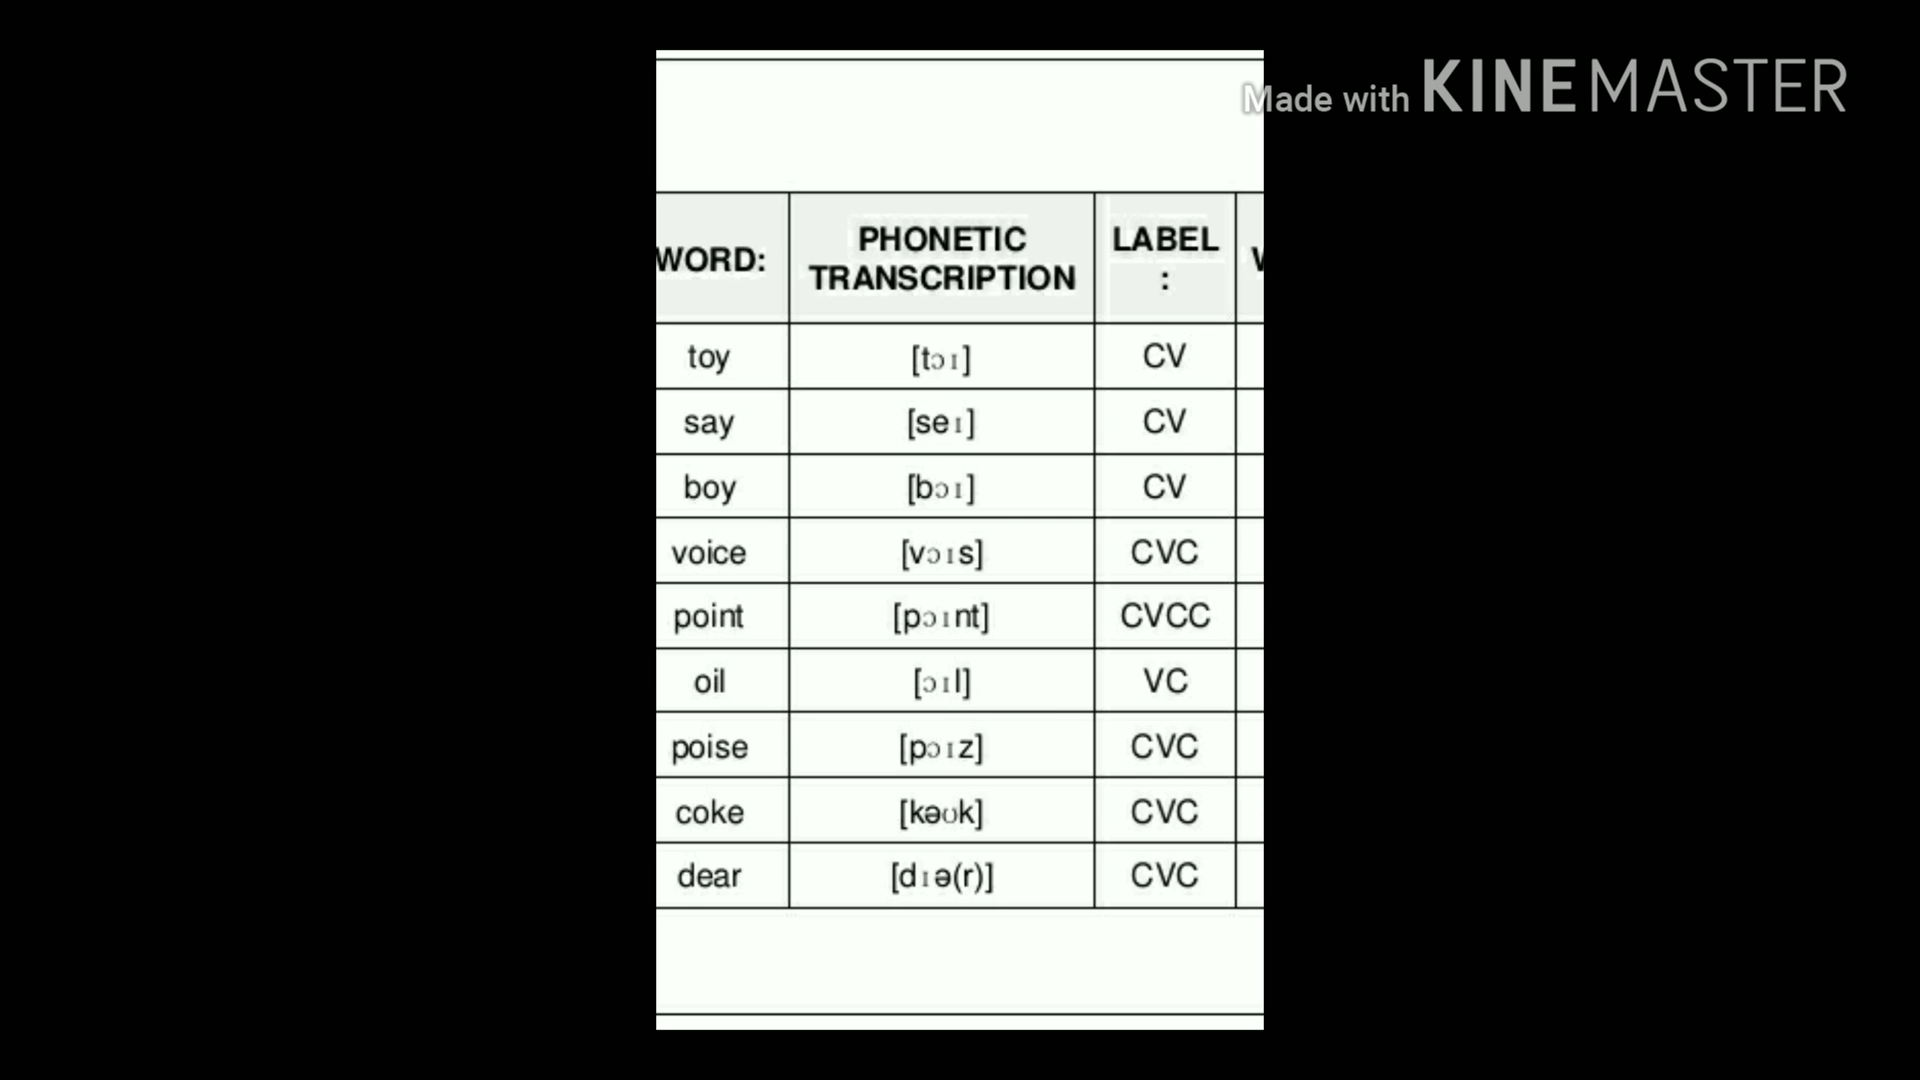 Made with KINEMASTER
WORD: PHONETIC TRANSCRIPTION LABEL :
toy [tɔɪ] CV
say [seɪ] CV
boy [bɔɪ] CV
voice [vɔɪs] CVC
point [pɔɪnt] CVCC
oil [ɔɪl] VC
poise [pɔɪz] CVC
coke [kəʊk] CVC
dear [dɪə(r)] CVC